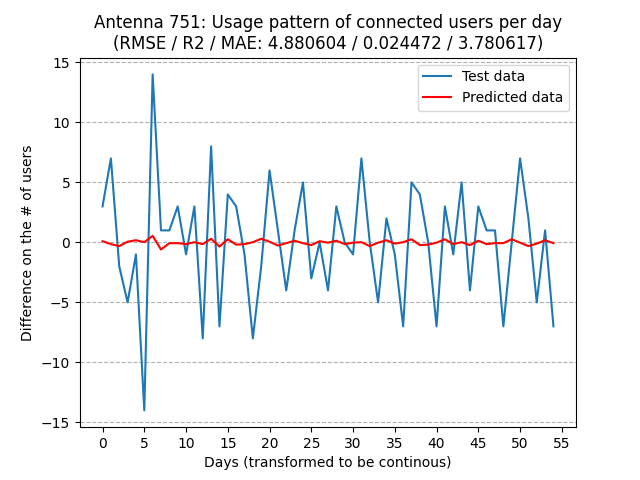 Antenna 751: Usage pattern of connected users per day
(RMSE / R2 / MAE: 4.880604 / 0.024472 / 3.780617)
Test data
Predicted data
15
10
5
0
−5
−10
−15
Difference on the # of users
0 5 10 15 20 25 30 35 40 45 50 55
Days (transformed to be continous)